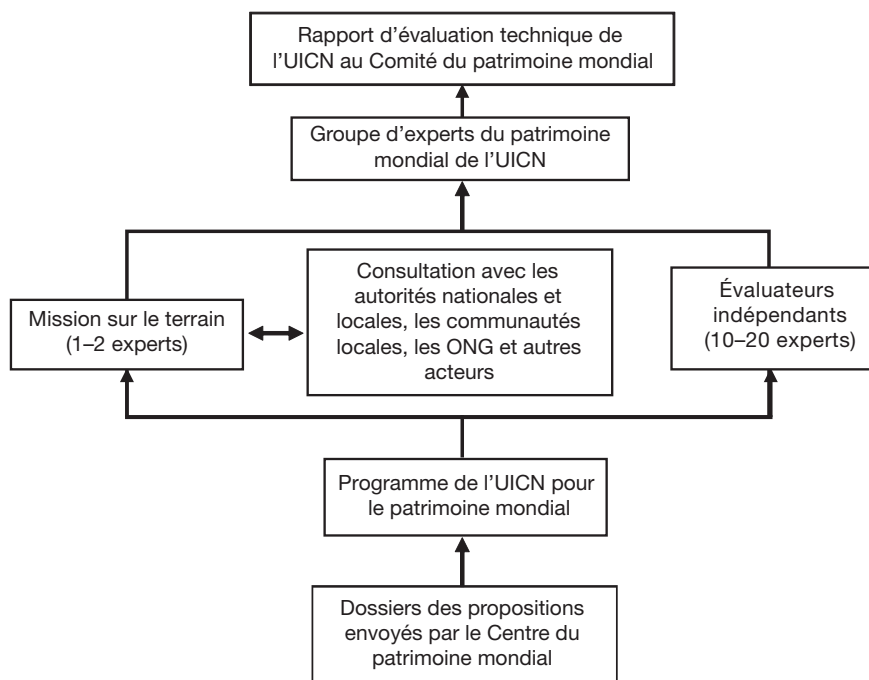 Rapport d’évaluation technique de
l’UICN au Comité du patrimoine mondial
Groupe d’experts du patrimoine
mondial de l’UICN
Mission sur le terrain
(1–2 experts)
Consultation avec les
autorités nationales et
locales, les communautés
locales, les ONG et autres
acteurs
Évaluateurs
indépendants
(10–20 experts)
Programme de l’UICN pour
le patrimoine mondial
Dossiers des propositions
envoyés par le Centre du
patrimoine mondial